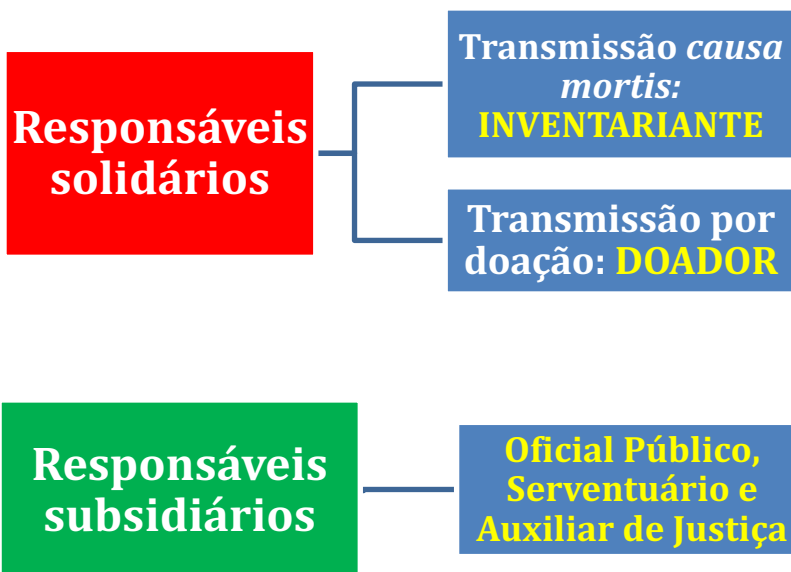 Responsáveis
solidários
Transmissão causa
mortis:
INVENTARIANTE
Transmissão por
doação: DOADOR
Responsáveis
subsidiários
Oficial Público,
Serventuário e
Auxiliar de Justiça